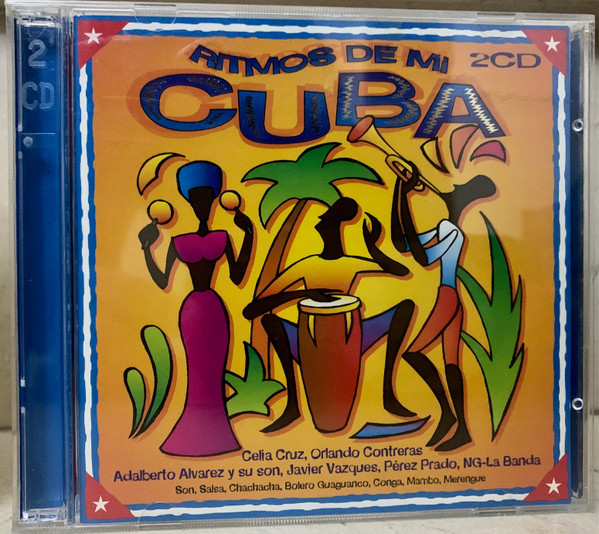 2
CD
RITMOS DE MI
2CD
CUBA
Celia Cruz, Orlando Contreras
Adalberto Alvarez y su son, Javier Vazques, Pérez Prado, NG-La Banda
Son, Salsa, Chachacha, Bolero Guaguanco, Conga, Mambo, Merengue